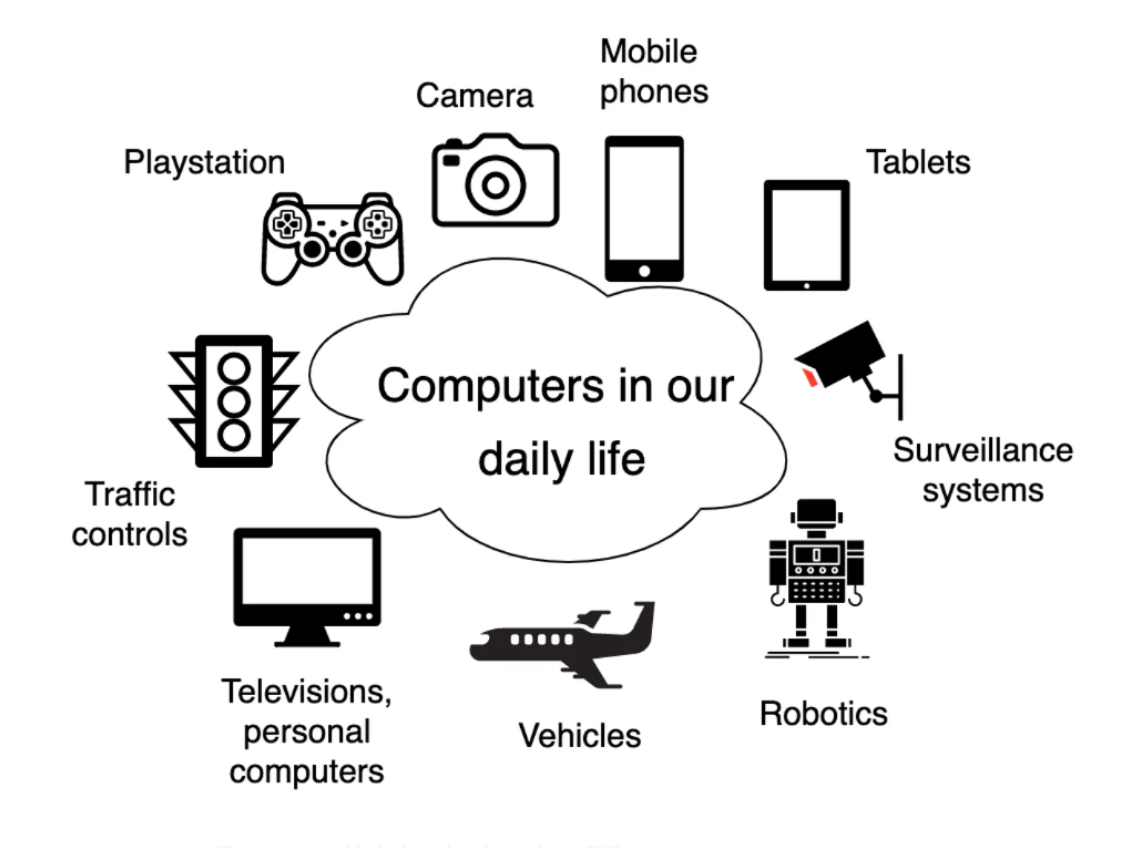 Mobile
phones
Camera
Playstation
Tablets
Computers in our
daily life
Surveillance
systems
Traffic
controls
Televisions,
personal
computers
Vehicles
Robotics